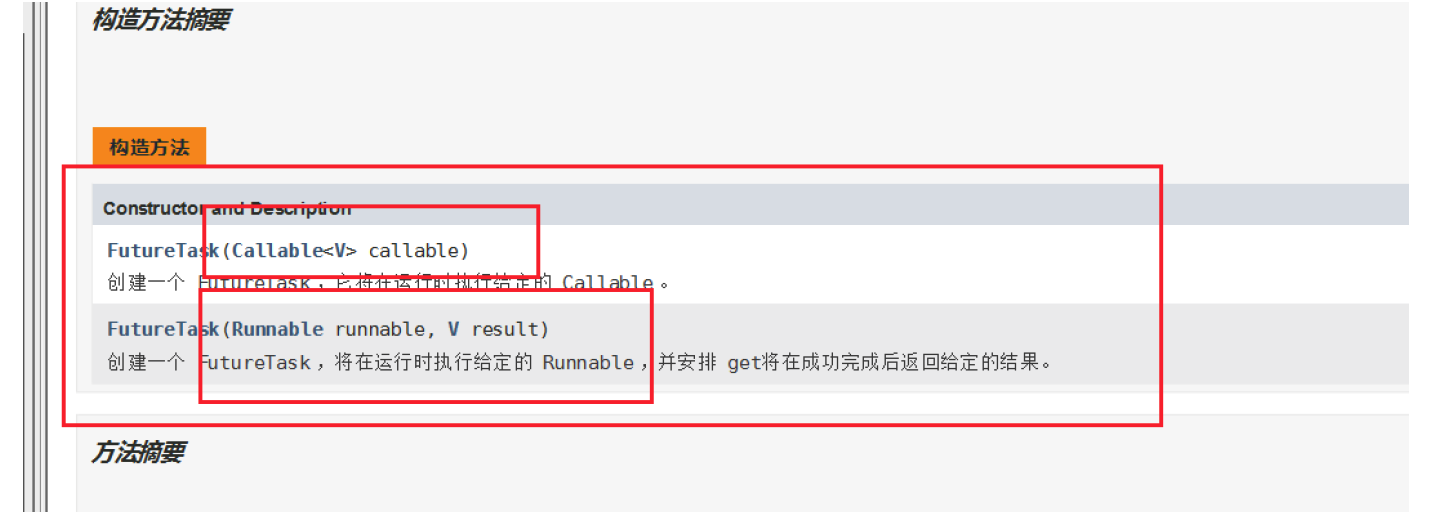 构造方法摘要
构造方法
Constructor and Description
FutureTask(Callable<V> callable)
创建一个 FutureTask，它将在运行时执行给定的 Callable。
FutureTask(Runnable runnable, V result)
创建一个 FutureTask，将在运行时执行给定的 Runnable，并安排 get将在成功完成后返回给定的结果。
方法摘要